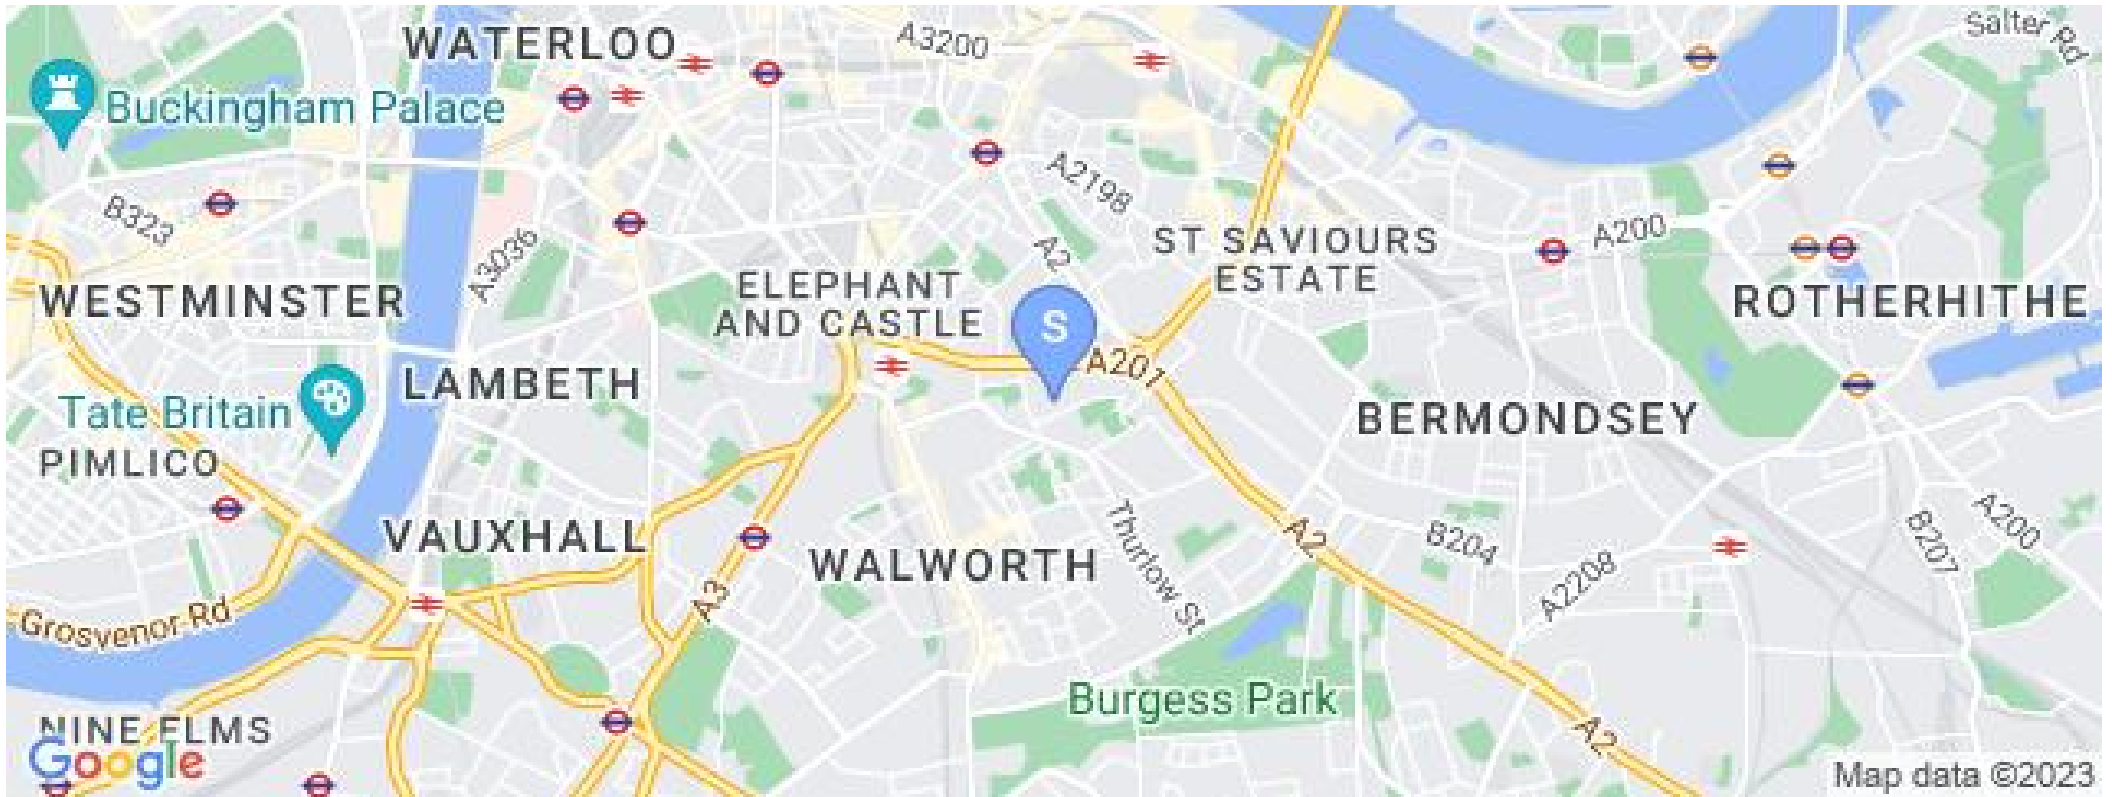 WATERLOO
A3200
Salter Rd
Buckingham Palace
A2198
B323
A3036
A2
ST SAVIOURS
ESTATE
A200
WESTMINSTER
ELEPHANT
AND CASTLE
ROTHERHITHE
S
A201
LAMBETH
Tate Britain
BERMONDSEY
PIMLICO
VAUXHALL
WALWORTH
Thurlow St
A2
B204
A2208
B207
A200
A3
Grosvenor Rd
Burgess Park
NINE ELMS
A2
Google
Map data ©2023